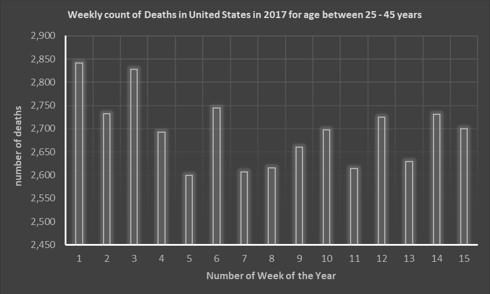 Weekly count of Deaths in United States in 2017 for age between 25 - 45 years
2,900
2,850
2,800
2,750
2,700
2,650
2,600
2,550
2,500
2,450
number of deaths
1 2 3 4 5 6 7 8 9 10 11 12 13 14 15
Number of Week of the Year